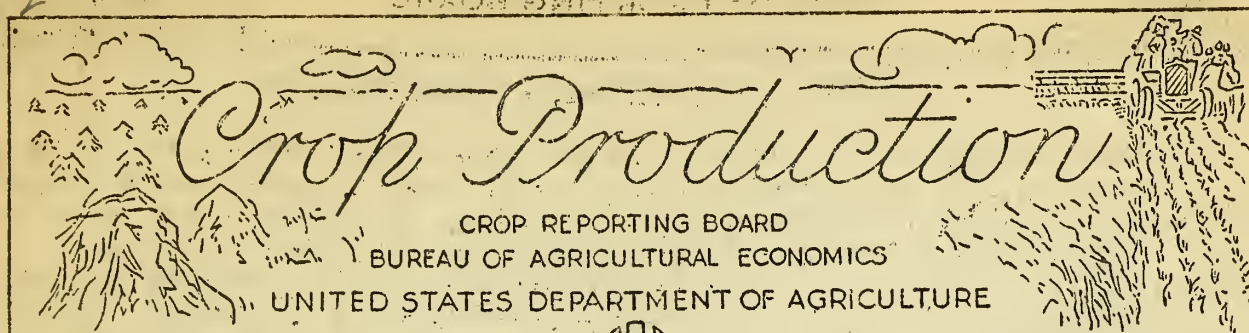 Crop Production
CROP REPORTING BOARD
BUREAU OF AGRICULTURAL ECONOMICS
UNITED STATES DEPARTMENT OF AGRICULTURE